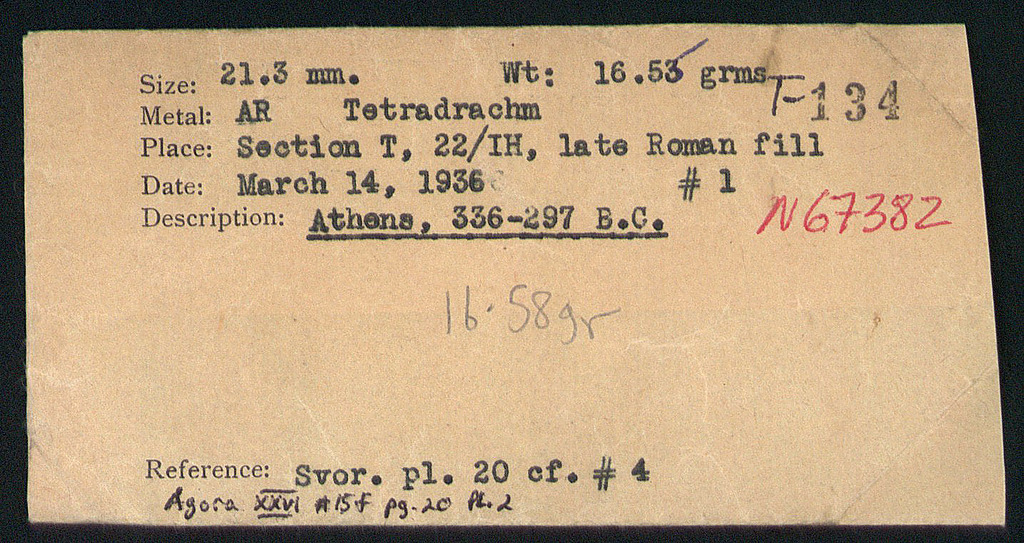 Size: 21.3 mm. Wt: 16.55 grms
T-134
Metal: AR Tetradrachm
Place: Section T, 22/IH, late Roman fill
Date: March 14, 1936 # 1
N67382
Description: Athens, 336-297 B.C.
16.58gr
Reference: Svor. pl. 20 cf. # 4
Agora XXVI #15f pg. 20 Pl. 2